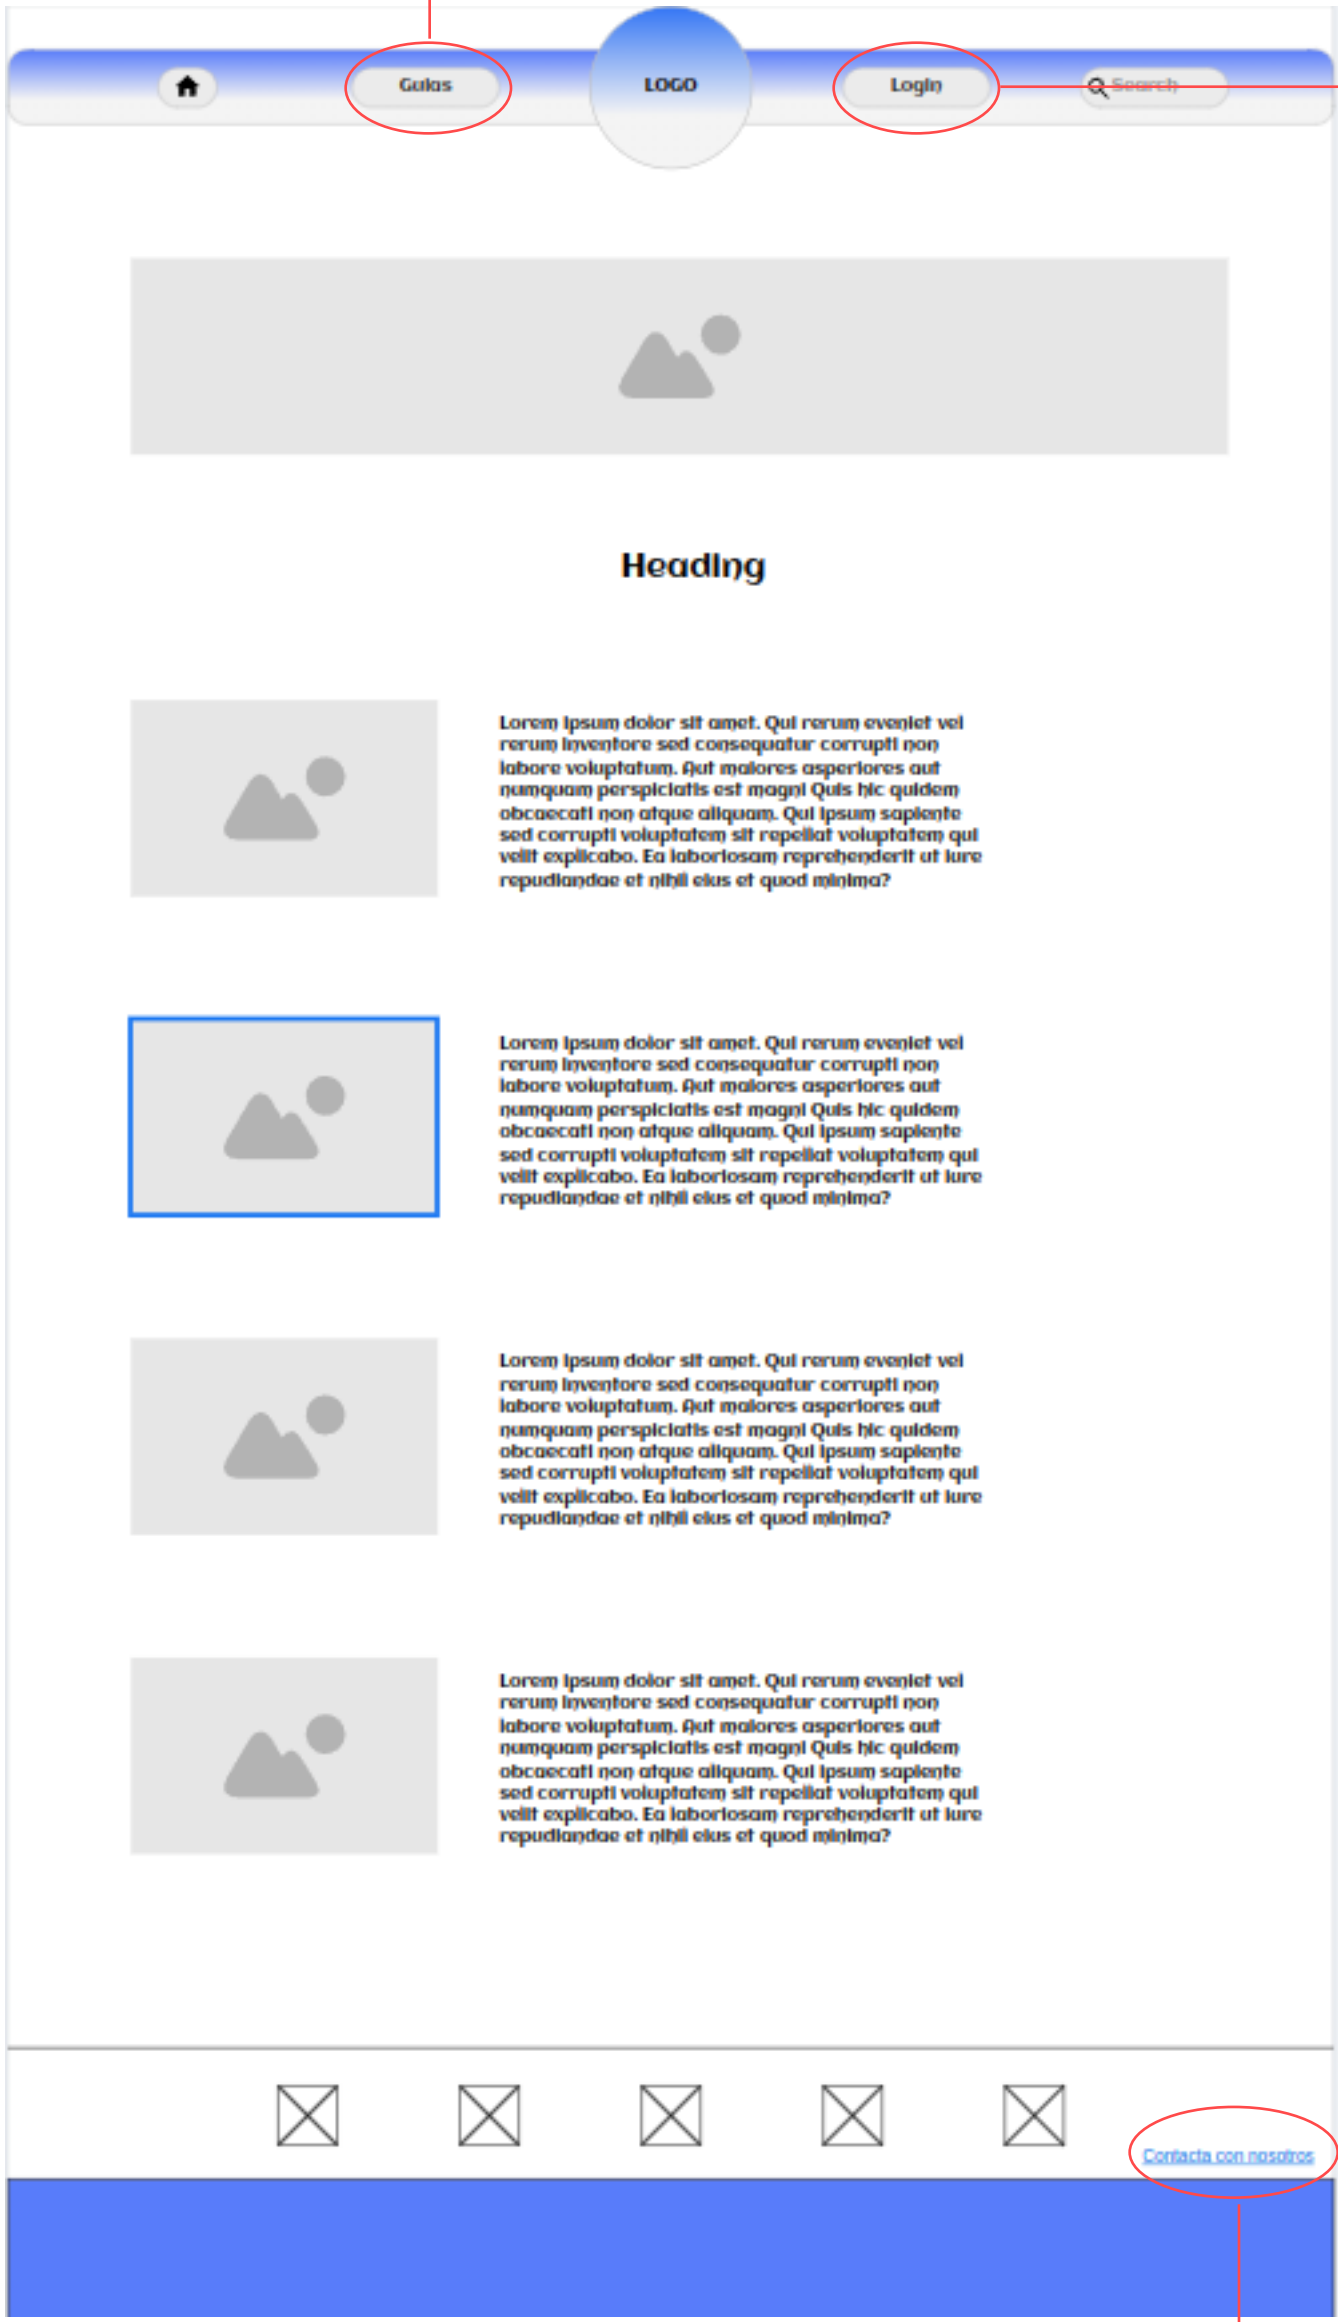 Guias
LOGO
Login
Search
Heading
Lorem ipsum dolor sit amet. Qui rerum eveniet vel
rerum inventore sed consequatur corrupti non
labore voluptatum. Aut maiores asperiores aut
numquam perspiciatis est magni Quis hic quidem
obcaecati non atque aliquam. Qui ipsum sapiente
sed corrupti voluptatem sit repellat voluptatem qui
velit explicabo. Ea laboriosam reprehenderit ut iure
repudiandae et nihil eius et quod minima?
Lorem ipsum dolor sit amet. Qui rerum eveniet vel
rerum inventore sed consequatur corrupti non
labore voluptatum. Aut maiores asperiores aut
numquam perspiciatis est magni Quis hic quidem
obcaecati non atque aliquam. Qui ipsum sapiente
sed corrupti voluptatem sit repellat voluptatem qui
velit explicabo. Ea laboriosam reprehenderit ut iure
repudiandae et nihil eius et quod minima?
Lorem ipsum dolor sit amet. Qui rerum eveniet vel
rerum inventore sed consequatur corrupti non
labore voluptatum. Aut maiores asperiores aut
numquam perspiciatis est magni Quis hic quidem
obcaecati non atque aliquam. Qui ipsum sapiente
sed corrupti voluptatem sit repellat voluptatem qui
velit explicabo. Ea laboriosam reprehenderit ut iure
repudiandae et nihil eius et quod minima?
Lorem ipsum dolor sit amet. Qui rerum eveniet vel
rerum inventore sed consequatur corrupti non
labore voluptatum. Aut maiores asperiores aut
numquam perspiciatis est magni Quis hic quidem
obcaecati non atque aliquam. Qui ipsum sapiente
sed corrupti voluptatem sit repellat voluptatem qui
velit explicabo. Ea laboriosam reprehenderit ut iure
repudiandae et nihil eius et quod minima?
Contacta con nosotros